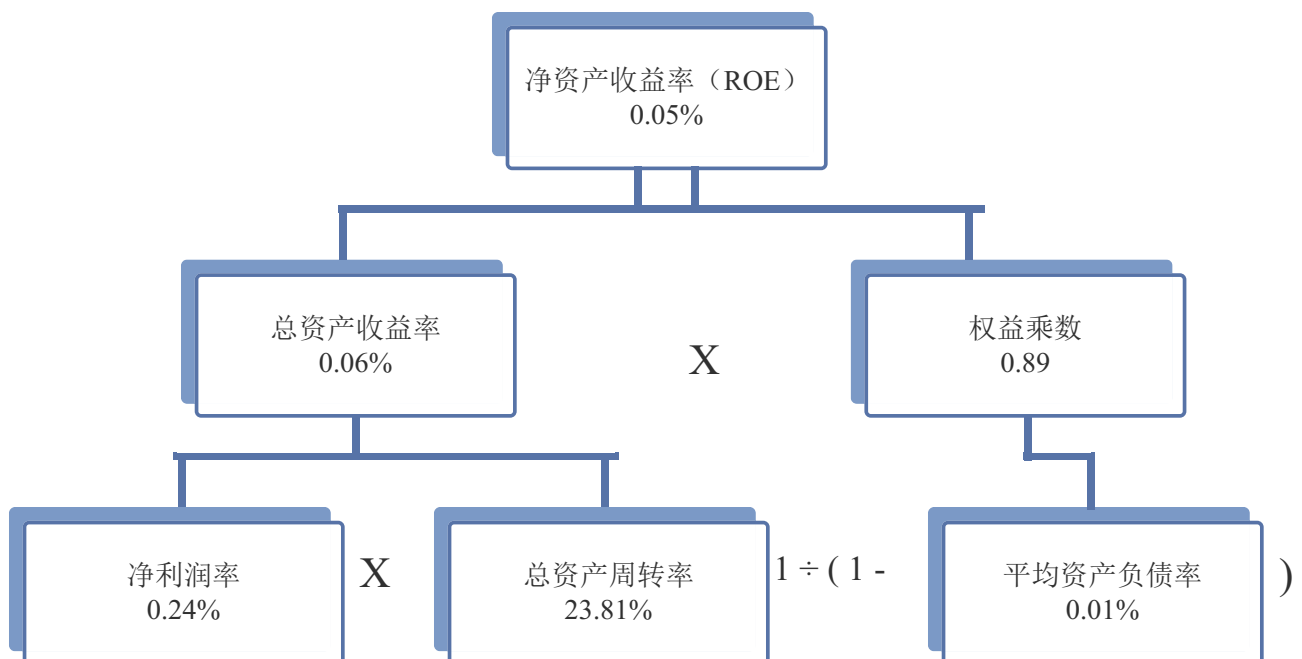 净资产收益率（ROE）
0.05%
总资产收益率
0.06%
X
权益乘数
0.89
净利润率
0.24%
X
总资产周转率
23.81%
1 ÷ ( 1 -
平均资产负债率
0.01%
)